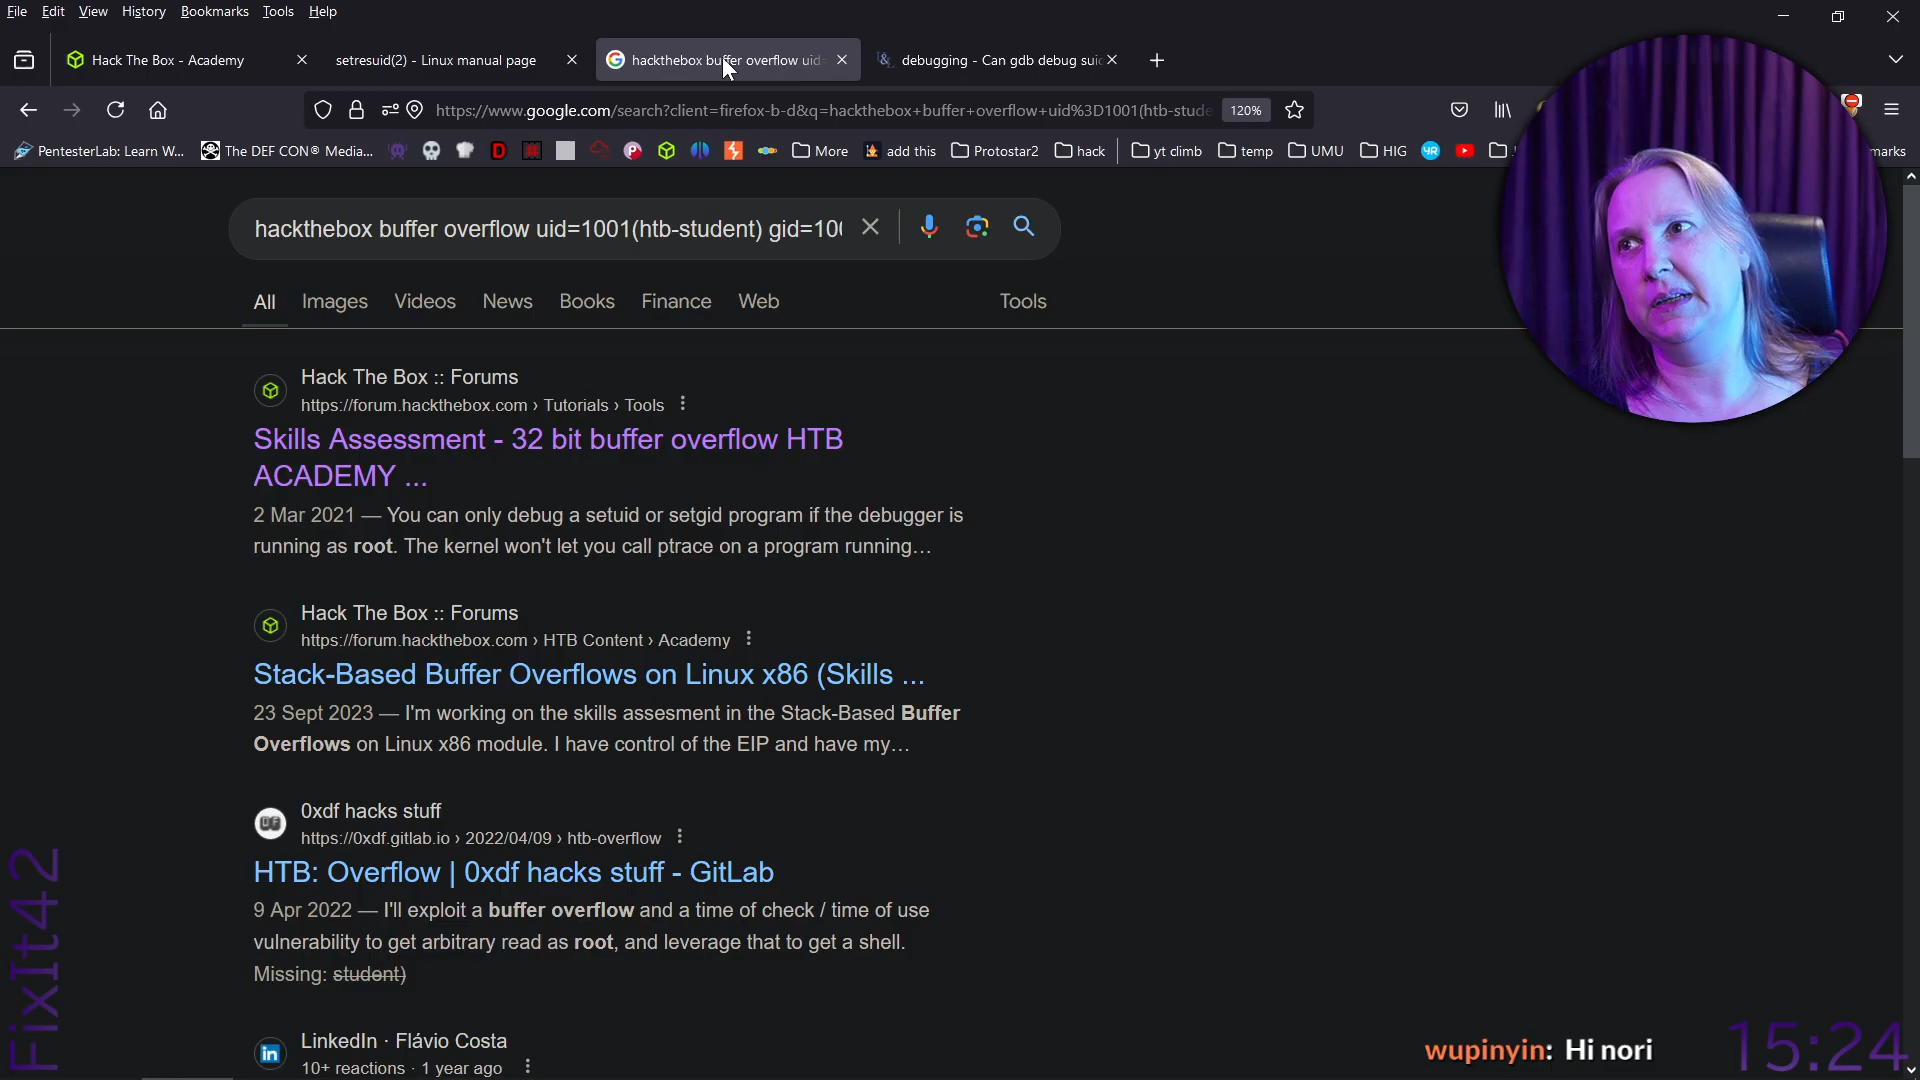 File Edit View History Bookmarks Tools Help
Hack The Box - Academy
setresuid(2) - Linux manual page
hackthebox buffer overflow uid=
debugging - Can gdb debug suid
https://www.google.com/search?client=firefox-b-d&q=hackthebox+buffer+overflow+uid%3D1001(htb-stude
120%
PentesterLab: Learn W...
The DEF CON® Media...
More
add this
Protostar2
hack
yt climb
temp
UMU
HIG
marks
hackthebox buffer overflow uid=1001(htb-student) gid=100
All Images Videos News Books Finance Web Tools
Hack The Box :: Forums
https://forum.hackthebox.com › Tutorials › Tools
Skills Assessment - 32 bit buffer overflow HTB
ACADEMY ...
2 Mar 2021 — You can only debug a setuid or setgid program if the debugger is
running as root. The kernel won't let you call ptrace on a program running...
Hack The Box :: Forums
https://forum.hackthebox.com › HTB Content › Academy
Stack-Based Buffer Overflows on Linux x86 (Skills ...
23 Sept 2023 — I'm working on the skills assesment in the Stack-Based Buffer
Overflows on Linux x86 module. I have control of the EIP and have my...
0xdf hacks stuff
https://0xdf.gitlab.io › 2022/04/09 › htb-overflow
HTB: Overflow | 0xdf hacks stuff - GitLab
9 Apr 2022 — I'll exploit a buffer overflow and a time of check / time of use
vulnerability to get arbitrary read as root, and leverage that to get a shell.
Missing: student)
LinkedIn · Flávio Costa
10+ reactions · 1 year ago
FixIt42
wupinyin: Hi nori
15:24